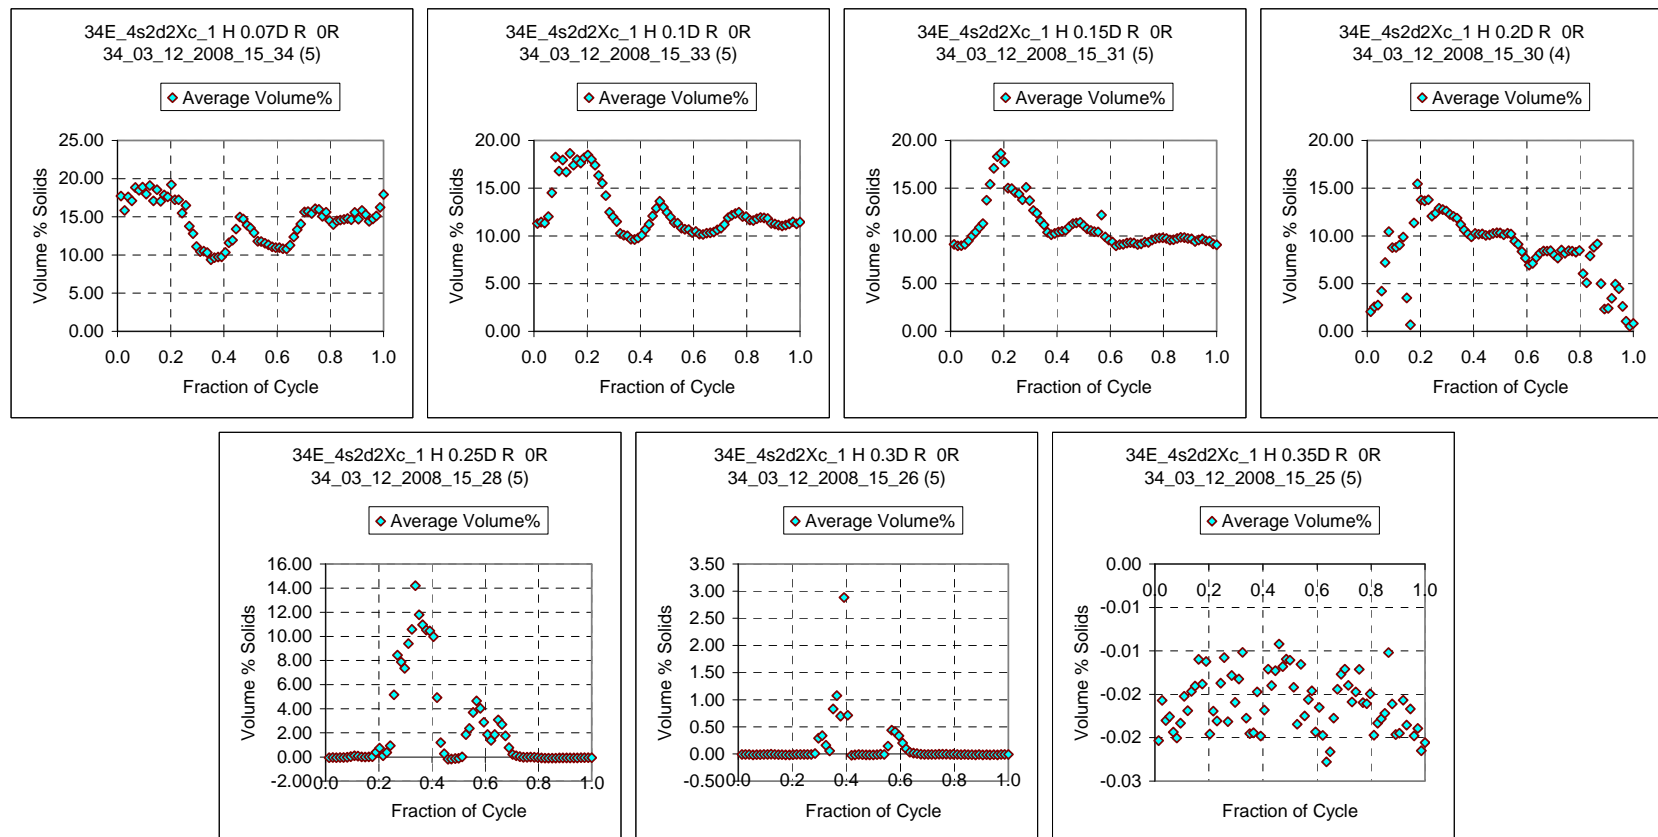 34E_4s2d2Xc_1 H 0.07D R  0R
34_03_12_2008_15_34 (5)
Average Volume%
25.00
20.00
15.00
10.00
5.00
0.00
Volume % Solids
0.0 0.2 0.4 0.6 0.8 1.0
Fraction of Cycle
34E_4s2d2Xc_1 H 0.1D R  0R
34_03_12_2008_15_33 (5)
Average Volume%
20.00
15.00
10.00
5.00
0.00
Volume % Solids
0.0 0.2 0.4 0.6 0.8 1.0
Fraction of Cycle
34E_4s2d2Xc_1 H 0.15D R  0R
34_03_12_2008_15_31 (5)
Average Volume%
20.00
15.00
10.00
5.00
0.00
Volume % Solids
0.0 0.2 0.4 0.6 0.8 1.0
Fraction of Cycle
34E_4s2d2Xc_1 H 0.2D R  0R
34_03_12_2008_15_30 (4)
Average Volume%
20.00
15.00
10.00
5.00
0.00
Volume % Solids
0.0 0.2 0.4 0.6 0.8 1.0
Fraction of Cycle
34E_4s2d2Xc_1 H 0.25D R  0R
34_03_12_2008_15_28 (5)
Average Volume%
16.00
14.00
12.00
10.00
8.00
6.00
4.00
2.00
0.00
-2.000
Volume % Solids
.0 0.2 0.4 0.6 0.8 1.0
Fraction of Cycle
34E_4s2d2Xc_1 H 0.3D R  0R
34_03_12_2008_15_26 (5)
Average Volume%
3.50
3.00
2.50
2.00
1.50
1.00
0.50
0.00
-0.500
Volume % Solids
.0 0.2 0.4 0.6 0.8 1.0
Fraction of Cycle
34E_4s2d2Xc_1 H 0.35D R  0R
34_03_12_2008_15_25 (5)
Average Volume%
0.00
-0.01
-0.01
-0.02
-0.02
-0.03
Volume % Solids
0.0 0.2 0.4 0.6 0.8 1.0
Fraction of Cycle